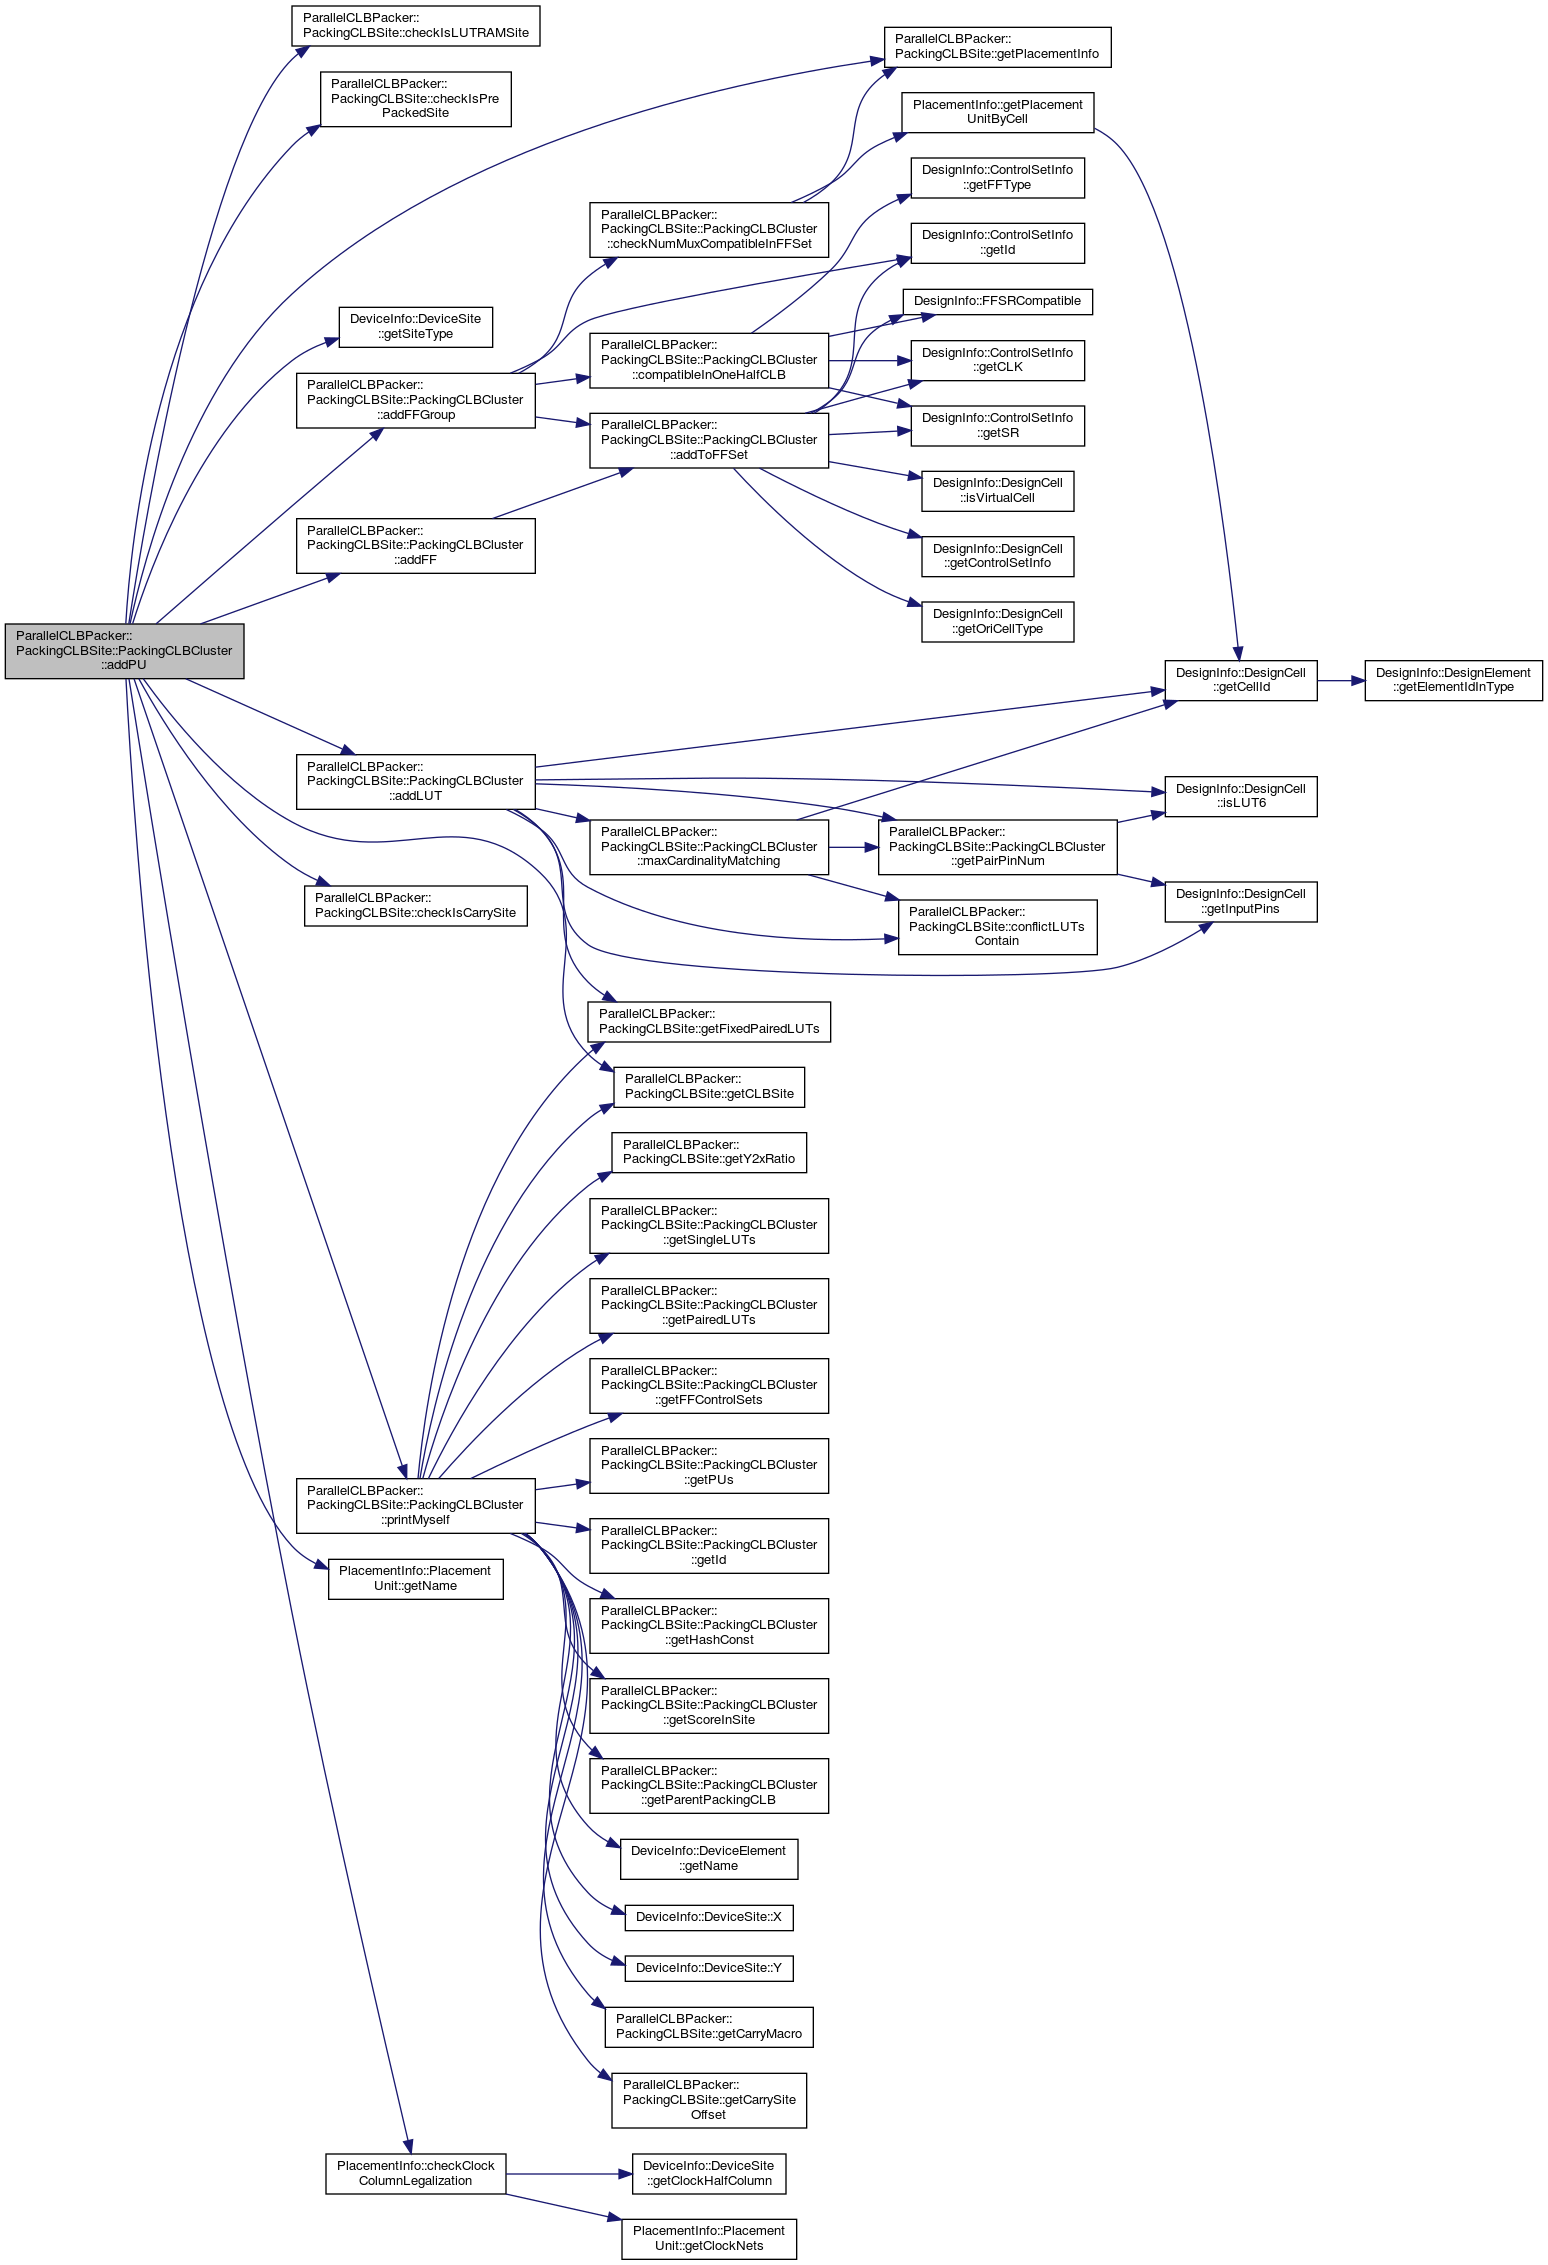 ParallelCLBPacker::
PackingCLBSite::PackingCLBCluster
::addPU
ParallelCLBPacker::
PackingCLBSite::checkIsLUTRAMSite
ParallelCLBPacker::
PackingCLBSite::checkIsPre
PackedSite
DeviceInfo::DeviceSite
::getSiteType
ParallelCLBPacker::
PackingCLBSite::PackingCLBCluster
::addFFGroup
ParallelCLBPacker::
PackingCLBSite::PackingCLBCluster
::addFF
ParallelCLBPacker::
PackingCLBSite::PackingCLBCluster
::addLUT
ParallelCLBPacker::
PackingCLBSite::checkIsCarrySite
ParallelCLBPacker::
PackingCLBSite::PackingCLBCluster
::printMyself
PlacementInfo::Placement
Unit::getName
PlacementInfo::checkClock
ColumnLegalization
ParallelCLBPacker::
PackingCLBSite::PackingCLBCluster
::checkNumMuxCompatibleInFFSet
ParallelCLBPacker::
PackingCLBSite::PackingCLBCluster
::compatibleInOneHalfCLB
ParallelCLBPacker::
PackingCLBSite::PackingCLBCluster
::addToFFSet
ParallelCLBPacker::
PackingCLBSite::PackingCLBCluster
::maxCardinalityMatching
ParallelCLBPacker::
PackingCLBSite::getFixedPairedLUTs
ParallelCLBPacker::
PackingCLBSite::getCLBSite
ParallelCLBPacker::
PackingCLBSite::getY2xRatio
ParallelCLBPacker::
PackingCLBSite::PackingCLBCluster
::getSingleLUTs
ParallelCLBPacker::
PackingCLBSite::PackingCLBCluster
::getPairedLUTs
ParallelCLBPacker::
PackingCLBSite::PackingCLBCluster
::getFFControlSets
ParallelCLBPacker::
PackingCLBSite::PackingCLBCluster
::getPUs
ParallelCLBPacker::
PackingCLBSite::PackingCLBCluster
::getId
ParallelCLBPacker::
PackingCLBSite::PackingCLBCluster
::getHashConst
ParallelCLBPacker::
PackingCLBSite::PackingCLBCluster
::getScoreInSite
ParallelCLBPacker::
PackingCLBSite::PackingCLBCluster
::getParentPackingCLB
DeviceInfo::DeviceElement
::getName
DeviceInfo::DeviceSite::X
DeviceInfo::DeviceSite::Y
ParallelCLBPacker::
PackingCLBSite::getCarryMacro
ParallelCLBPacker::
PackingCLBSite::getCarrySite
Offset
DeviceInfo::DeviceSite
::getClockHalfColumn
PlacementInfo::Placement
Unit::getClockNets
ParallelCLBPacker::
PackingCLBSite::getPlacementInfo
PlacementInfo::getPlacement
UnitByCell
DesignInfo::ControlSetInfo
::getFFType
DesignInfo::ControlSetInfo
::getId
DesignInfo::FFSRCompatible
DesignInfo::ControlSetInfo
::getCLK
DesignInfo::ControlSetInfo
::getSR
DesignInfo::DesignCell
::isVirtualCell
DesignInfo::DesignCell
::getControlSetInfo
DesignInfo::DesignCell
::getOriCellType
ParallelCLBPacker::
PackingCLBSite::PackingCLBCluster
::getPairPinNum
ParallelCLBPacker::
PackingCLBSite::conflictLUTs
Contain
DesignInfo::DesignCell
::getCellId
DesignInfo::DesignCell
::isLUT6
DesignInfo::DesignCell
::getInputPins
DesignInfo::DesignElement
::getElementIdInType